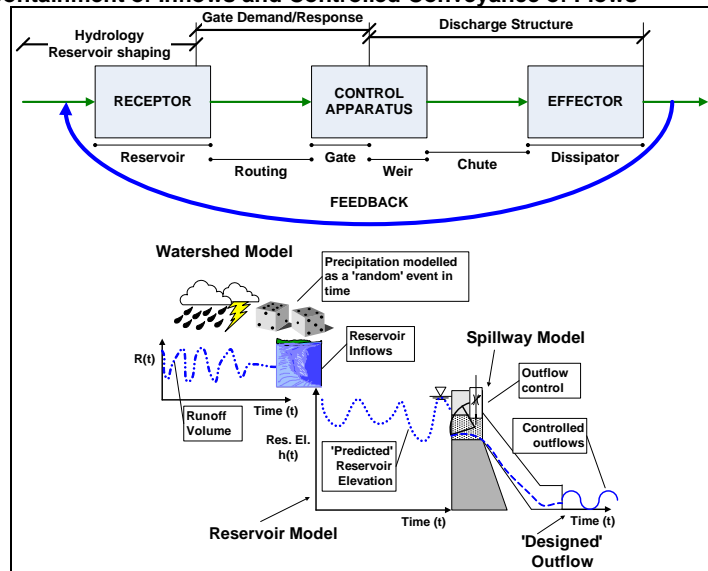 Containment of Inflows and Controlled Conveyance of Flows
Gate Demand/Response
Discharge Structure
Hydrology
Reservoir shaping
RECEPTOR
CONTROL
APPARATUS
EFFECTOR
Reservoir
Routing
Gate
Weir
Chute
Dissipator
FEEDBACK
Watershed Model
Precipitation modelled
as a 'random' event in
time
Reservoir
Inflows
R(t)
Runoff
Volume
Time (t)
Spillway Model
Outflow
control
Controlled
outflows
Res. El.
h(t)
'Predicted'
Reservoir
Elevation
Reservoir Model
Time (t)
Time (t)
'Designed'
Outflow